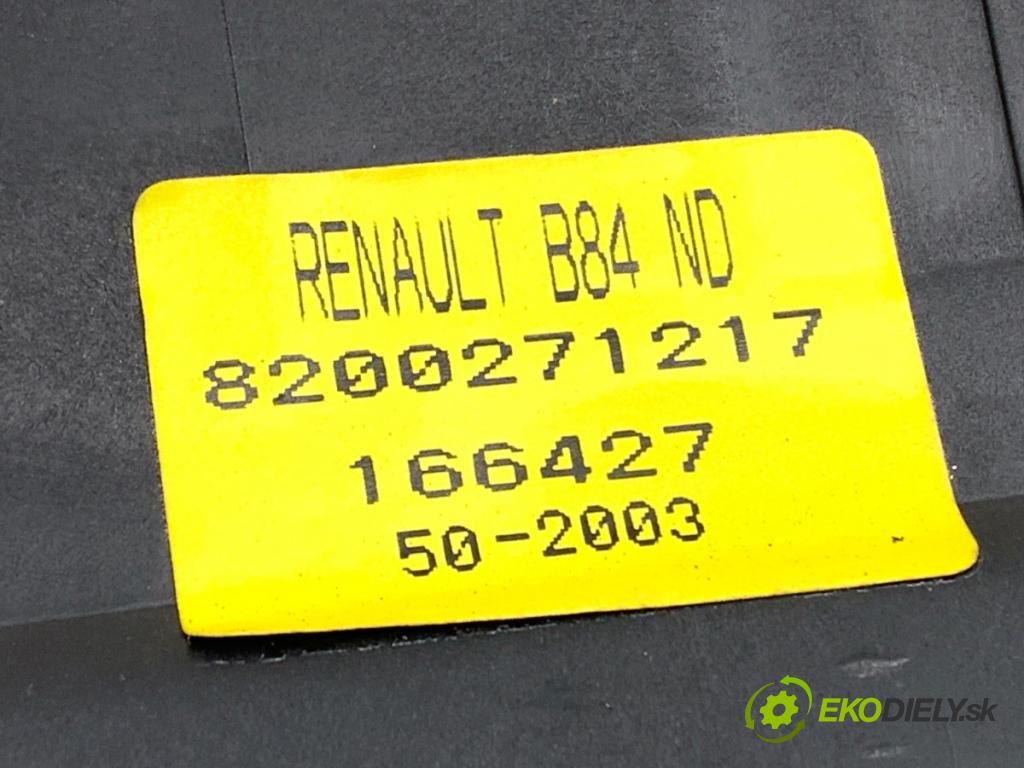 RENAULT B84 ND
8200271217
166427
50-2003
EKODIELY.sk